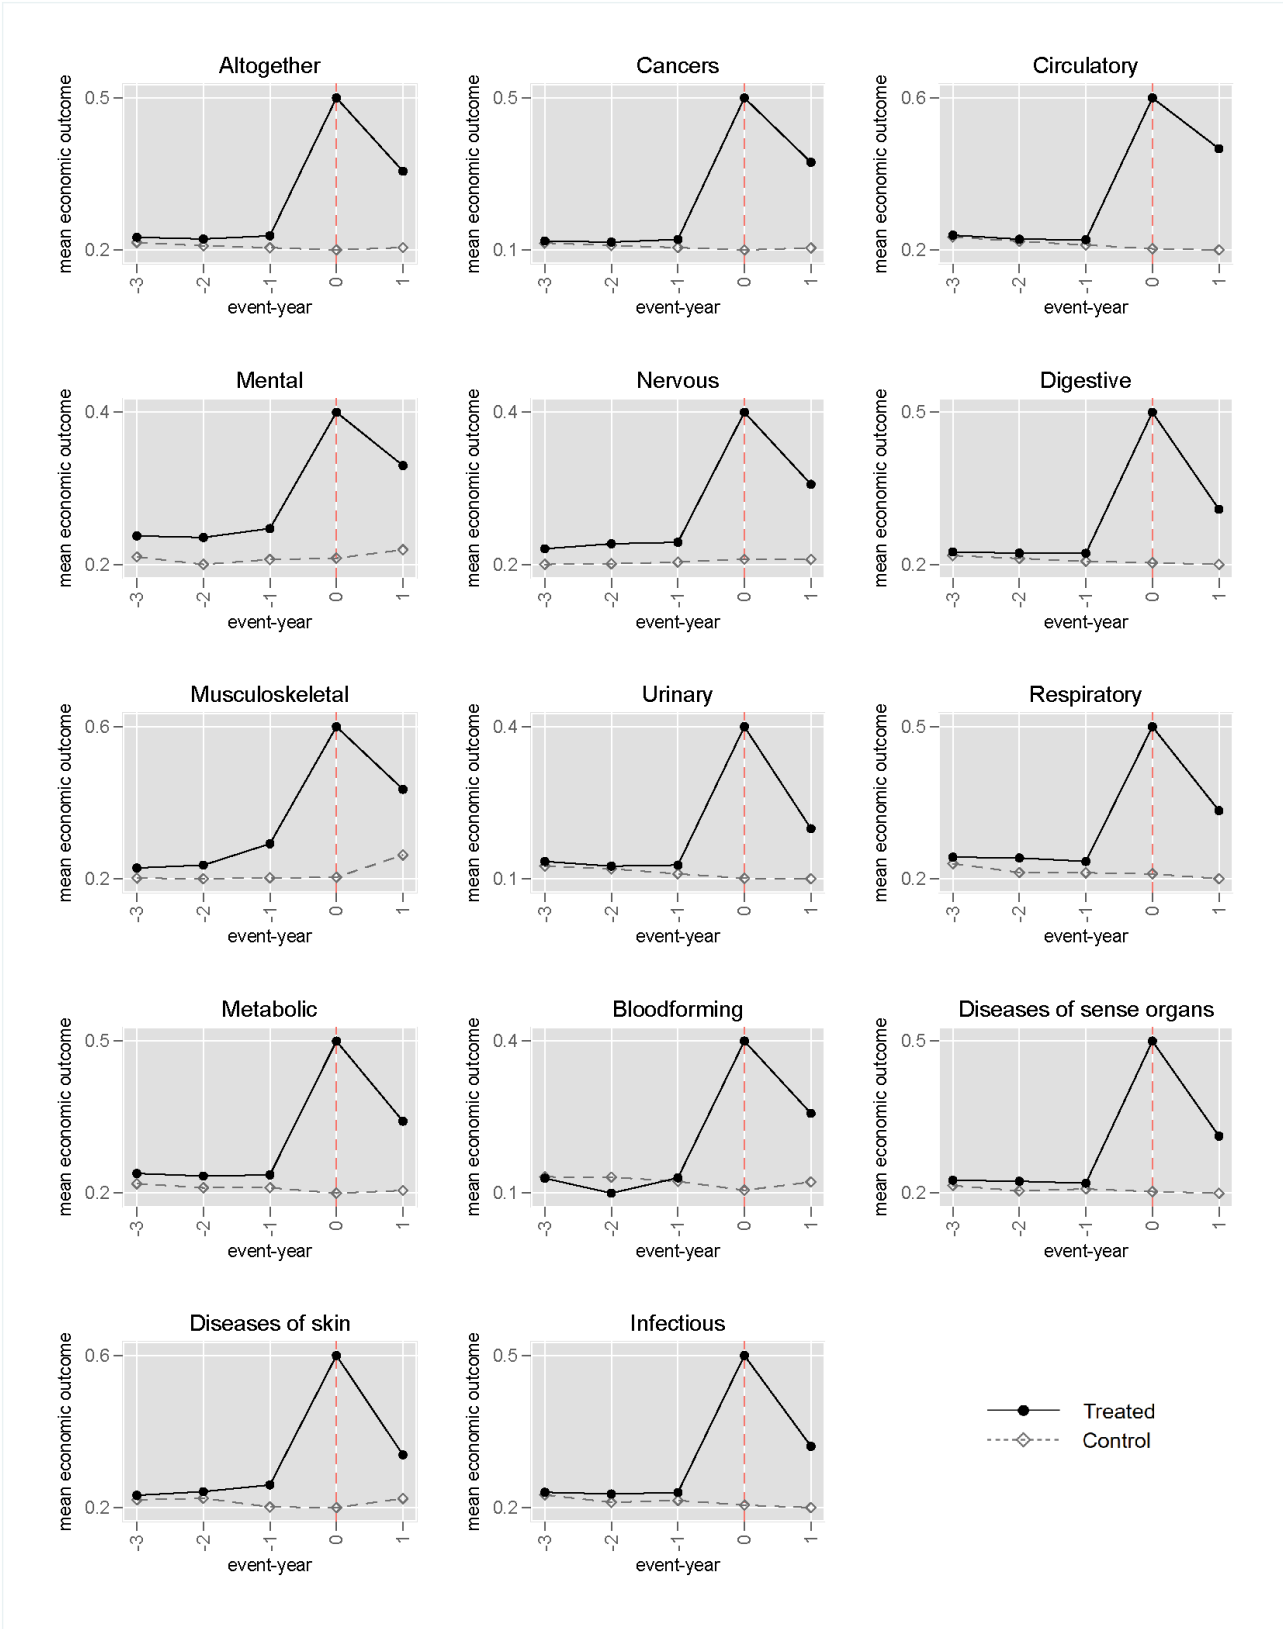 Altogether
mean economic outcome
0.5
0.2
-3 -2 -1 0 1
event-year
Cancers
mean economic outcome
0.5
0.1
-3 -2 -1 0 1
event-year
Circulatory
mean economic outcome
0.6
0.2
-3 -2 -1 0 1
event-year
Mental
mean economic outcome
0.4
0.2
-3 -2 -1 0 1
event-year
Nervous
mean economic outcome
0.4
0.2
-3 -2 -1 0 1
event-year
Digestive
mean economic outcome
0.5
0.2
-3 -2 -1 0 1
event-year
Musculoskeletal
mean economic outcome
0.6
0.2
-3 -2 -1 0 1
event-year
Urinary
mean economic outcome
0.4
0.1
-3 -2 -1 0 1
event-year
Respiratory
mean economic outcome
0.5
0.2
-3 -2 -1 0 1
event-year
Metabolic
mean economic outcome
0.5
0.2
-3 -2 -1 0 1
event-year
Bloodforming
mean economic outcome
0.4
0.1
-3 -2 -1 0 1
event-year
Diseases of sense organs
mean economic outcome
0.5
0.2
-3 -2 -1 0 1
event-year
Diseases of skin
mean economic outcome
0.6
0.2
-3 -2 -1 0 1
event-year
Infectious
mean economic outcome
0.5
0.2
-3 -2 -1 0 1
event-year
Treated
Control